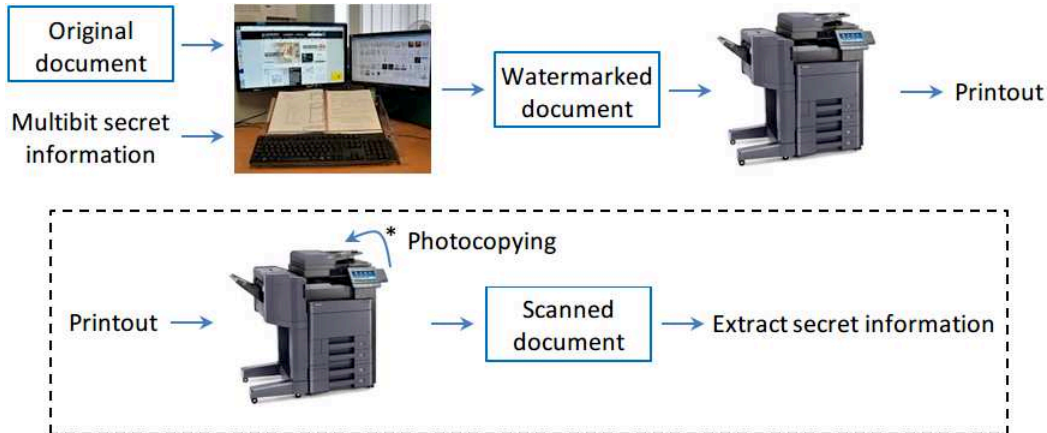 Original
document
Multibit secret
information
Watermarked
document
Printout
* Photocopying
Printout
Scanned
document
Extract secret information